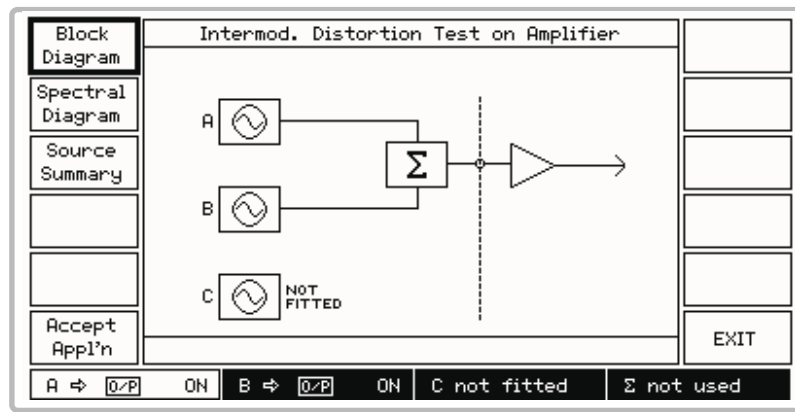 Block
Diagram
Intermod. Distortion Test on Amplifier
Spectral
Diagram
Source
Summary
A
Σ
B
C
NOT
FITTED
Accept
Appl'n
EXIT
A ⇨ O/P ON
B ⇨ O/P ON
C not fitted
Σ not used